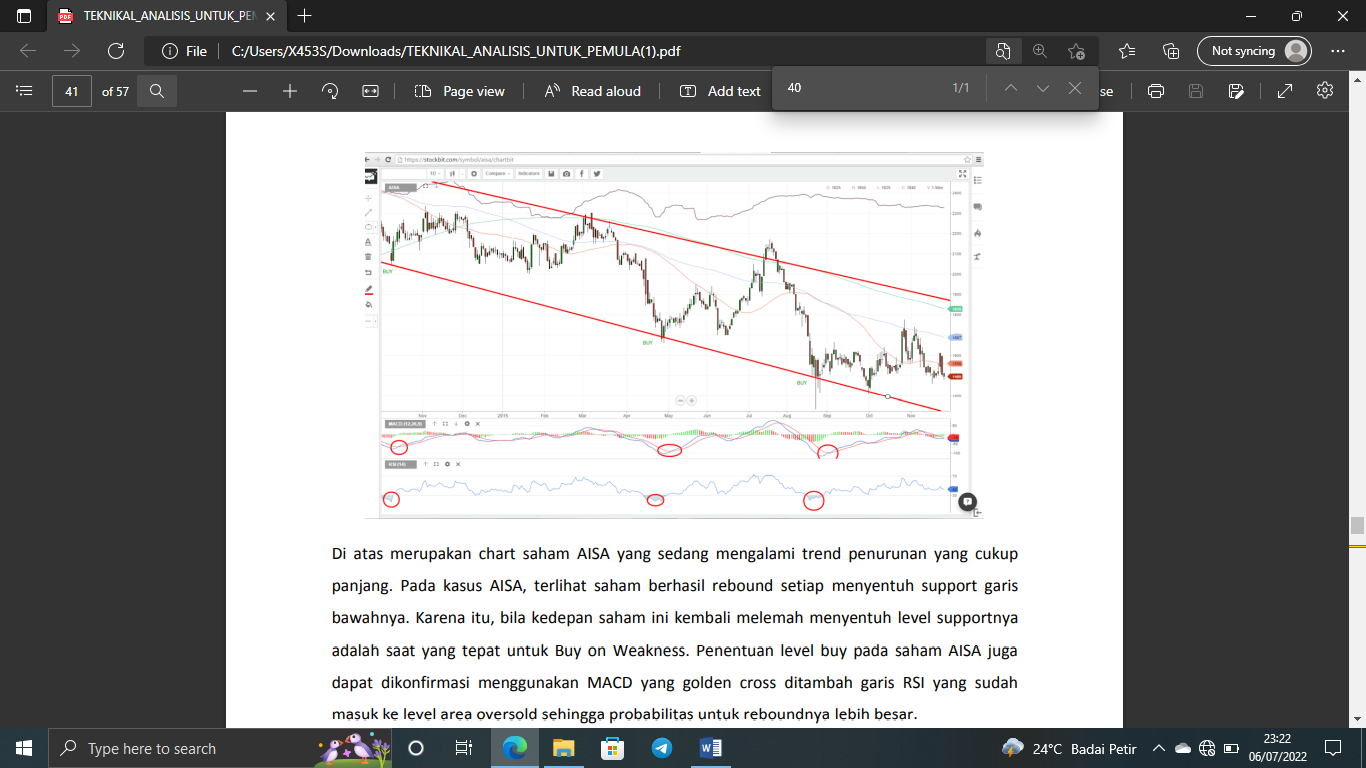 TEKNIKAL_ANALISIS_UNTUK_PEM
File
C:/Users/X453S/Downloads/TEKNIKAL_ANALISIS_UNTUK_PEMULA(1).pdf
Not syncing
41 of 57
Page view
Read aloud
Add text
40
1/1
se
https://stockbit.com/symbol/aisa/chartbit
1D
Compare
Indicators
AISA
BUY
BUY
BUY
Nov Dec 2015 Feb Mar Apr May Jun Jul Aug Sep Oct Nov
MACD (12,26,9)
RSI (14)
Di atas merupakan chart saham AISA yang sedang mengalami trend penurunan yang cukup
panjang. Pada kasus AISA, terlihat saham berhasil rebound setiap menyentuh support garis
bawahnya. Karena itu, bila kedepan saham ini kembali melemah menyentuh level supportnya
adalah saat yang tepat untuk Buy on Weakness. Penentuan level buy pada saham AISA juga
dapat dikonfirmasi menggunakan MACD yang golden cross ditambah garis RSI yang sudah
masuk ke level area oversold sehingga probabilitas untuk reboundnya lebih besar.
Type here to search
24°C Badai Petir
23:22
06/07/2022